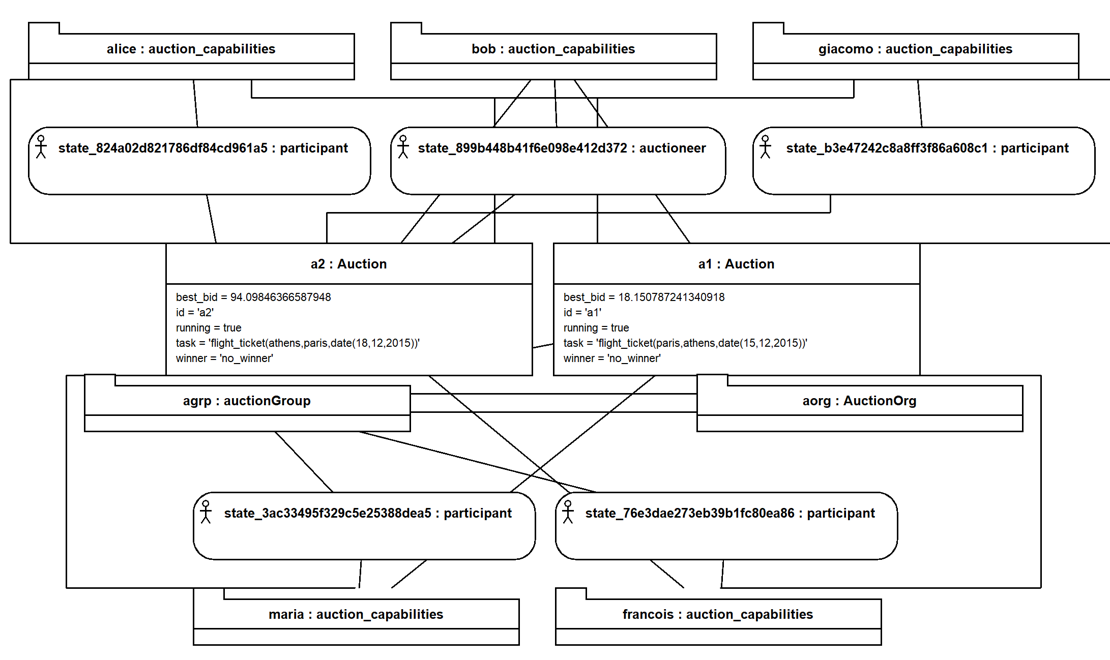 alice : auction_capabilities
bob : auction_capabilities
giacomo : auction_capabilities
state_824a02d821786df84cd961a5 : participant
state_899b448b41f6e098e412d372 : auctioneer
state_b3e47242c8a8ff3f86a608c1 : participant
a2 : Auction
best_bid = 94.09846366587948
id = 'a2'
running = true
task = 'flight_ticket(athens,paris,date(18,12,2015))'
winner = 'no_winner'
a1 : Auction
best_bid = 18.150787241340918
id = 'a1'
running = true
task = 'flight_ticket(paris,athens,date(15,12,2015))'
winner = 'no_winner'
agrp : auctionGroup
aorg : AuctionOrg
state_3ac33495f329c5e25388dea5 : participant
state_76e3dae273eb39b1fc80ea86 : participant
maria : auction_capabilities
francois : auction_capabilities